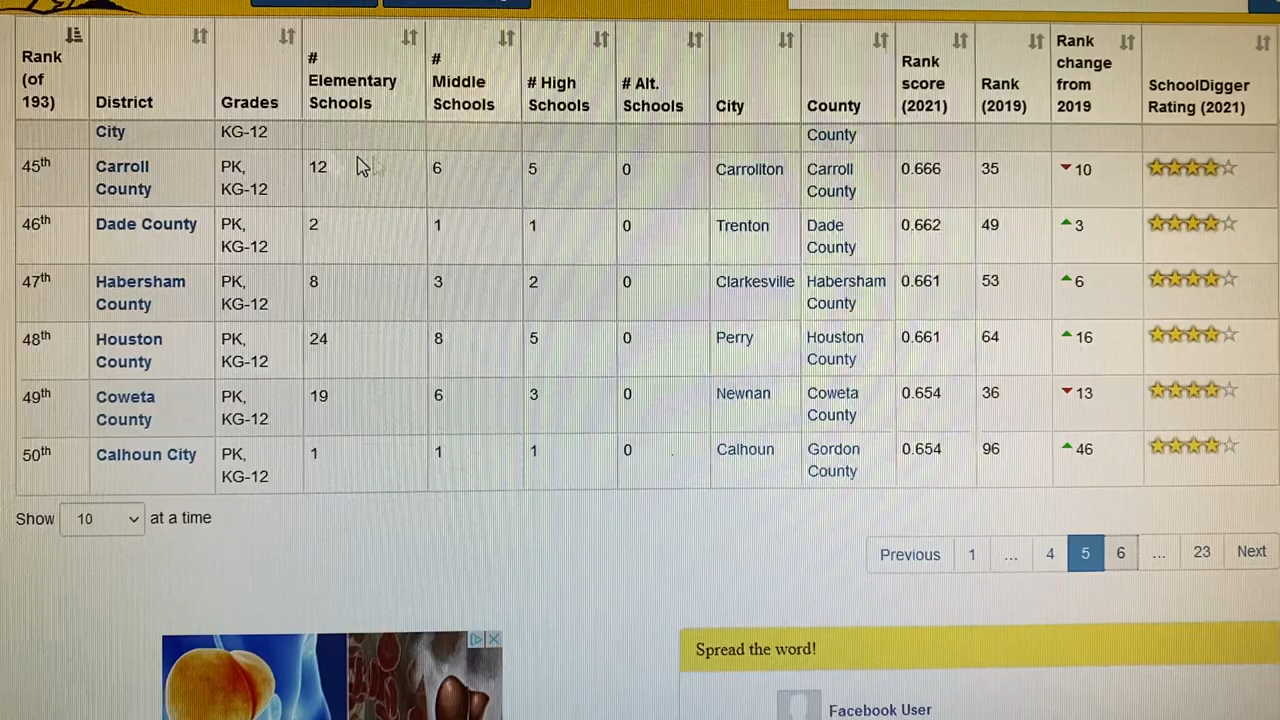 Rank (of 193) District Grades # Elementary Schools # Middle Schools # High Schools # Alt. Schools City County Rank score (2021) Rank (2019) Rank change from 2019 SchoolDigger Rating (2021)
City KG-12 County
45th Carroll County PK, KG-12 12 6 5 0 Carrollton Carroll County 0.666 35 10
46th Dade County PK, KG-12 2 1 1 0 Trenton Dade County 0.662 49 3
47th Habersham County PK, KG-12 8 3 2 0 Clarkesville Habersham County 0.661 53 6
48th Houston County PK, KG-12 24 8 5 0 Perry Houston County 0.661 64 16
49th Coweta County PK, KG-12 19 6 3 0 Newnan Coweta County 0.654 36 13
50th Calhoun City PK, KG-12 1 1 1 0 Calhoun Gordon County 0.654 96 46
Show 10 at a time
Previous 1 ... 4 5 6 ... 23 Next
Spread the word!
Facebook User